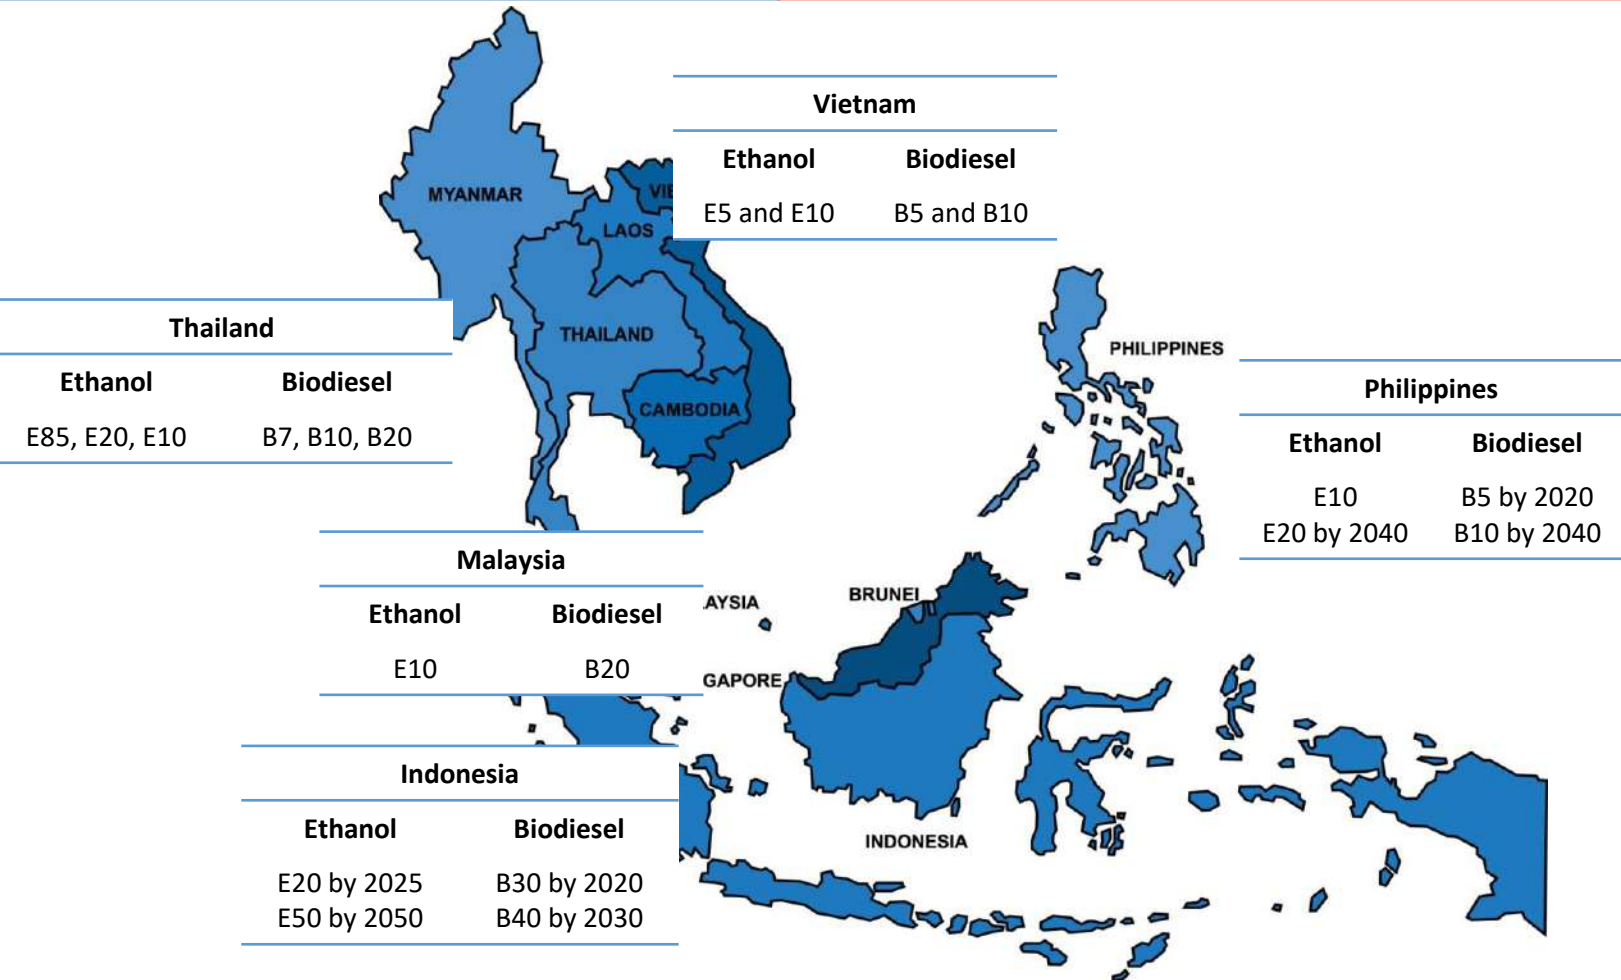 Vietnam
Ethanol Biodiesel
E5 and E10 B5 and B10
MYANMAR
LAOS
Thailand
Ethanol Biodiesel
E85, E20, E10 B7, B10, B20
THAILAND
CAMBODIA
PHILIPPINES
Philippines
Ethanol Biodiesel
E10 B5 by 2020
E20 by 2040 B10 by 2040
Malaysia
Ethanol Biodiesel
E10 B20
AYSIA
BRUNEI
GAPORE
Indonesia
Ethanol Biodiesel
E20 by 2025 B30 by 2020
E50 by 2050 B40 by 2030
INDONESIA